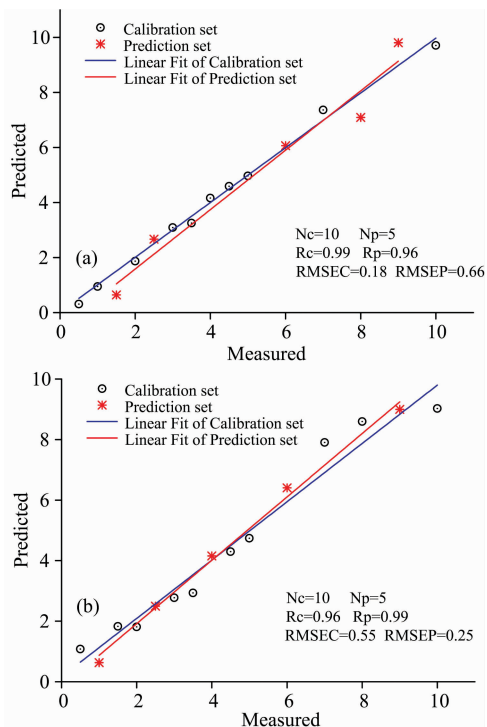 10
8
6
4
2
0
Predicted
Calibration set
Prediction set
Linear Fit of Calibration set
Linear Fit of Prediction set
(a)
Nc=10 Np=5
Rc=0.99 Rp=0.96
RMSEC=0.18 RMSEP=0.66
0 2 4 6 8 10
Measured
10
8
6
4
2
0
Predicted
Calibration set
Prediction set
Linear Fit of Calibration set
Linear Fit of Prediction set
(b)
Nc=10 Np=5
Rc=0.96 Rp=0.99
RMSEC=0.55 RMSEP=0.25
0 2 4 6 8 10
Measured